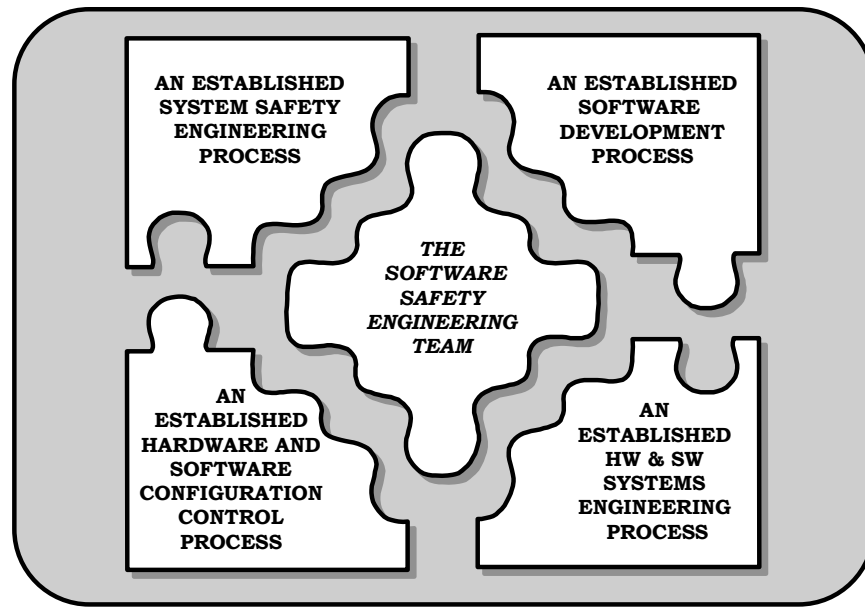 AN ESTABLISHED
SYSTEM SAFETY
ENGINEERING
PROCESS
AN ESTABLISHED
SOFTWARE
DEVELOPMENT
PROCESS
THE
SOFTWARE
SAFETY
ENGINEERING
TEAM
AN
ESTABLISHED
HARDWARE AND
SOFTWARE
CONFIGURATION
CONTROL
PROCESS
AN
ESTABLISHED
HW & SW
SYSTEMS
ENGINEERING
PROCESS